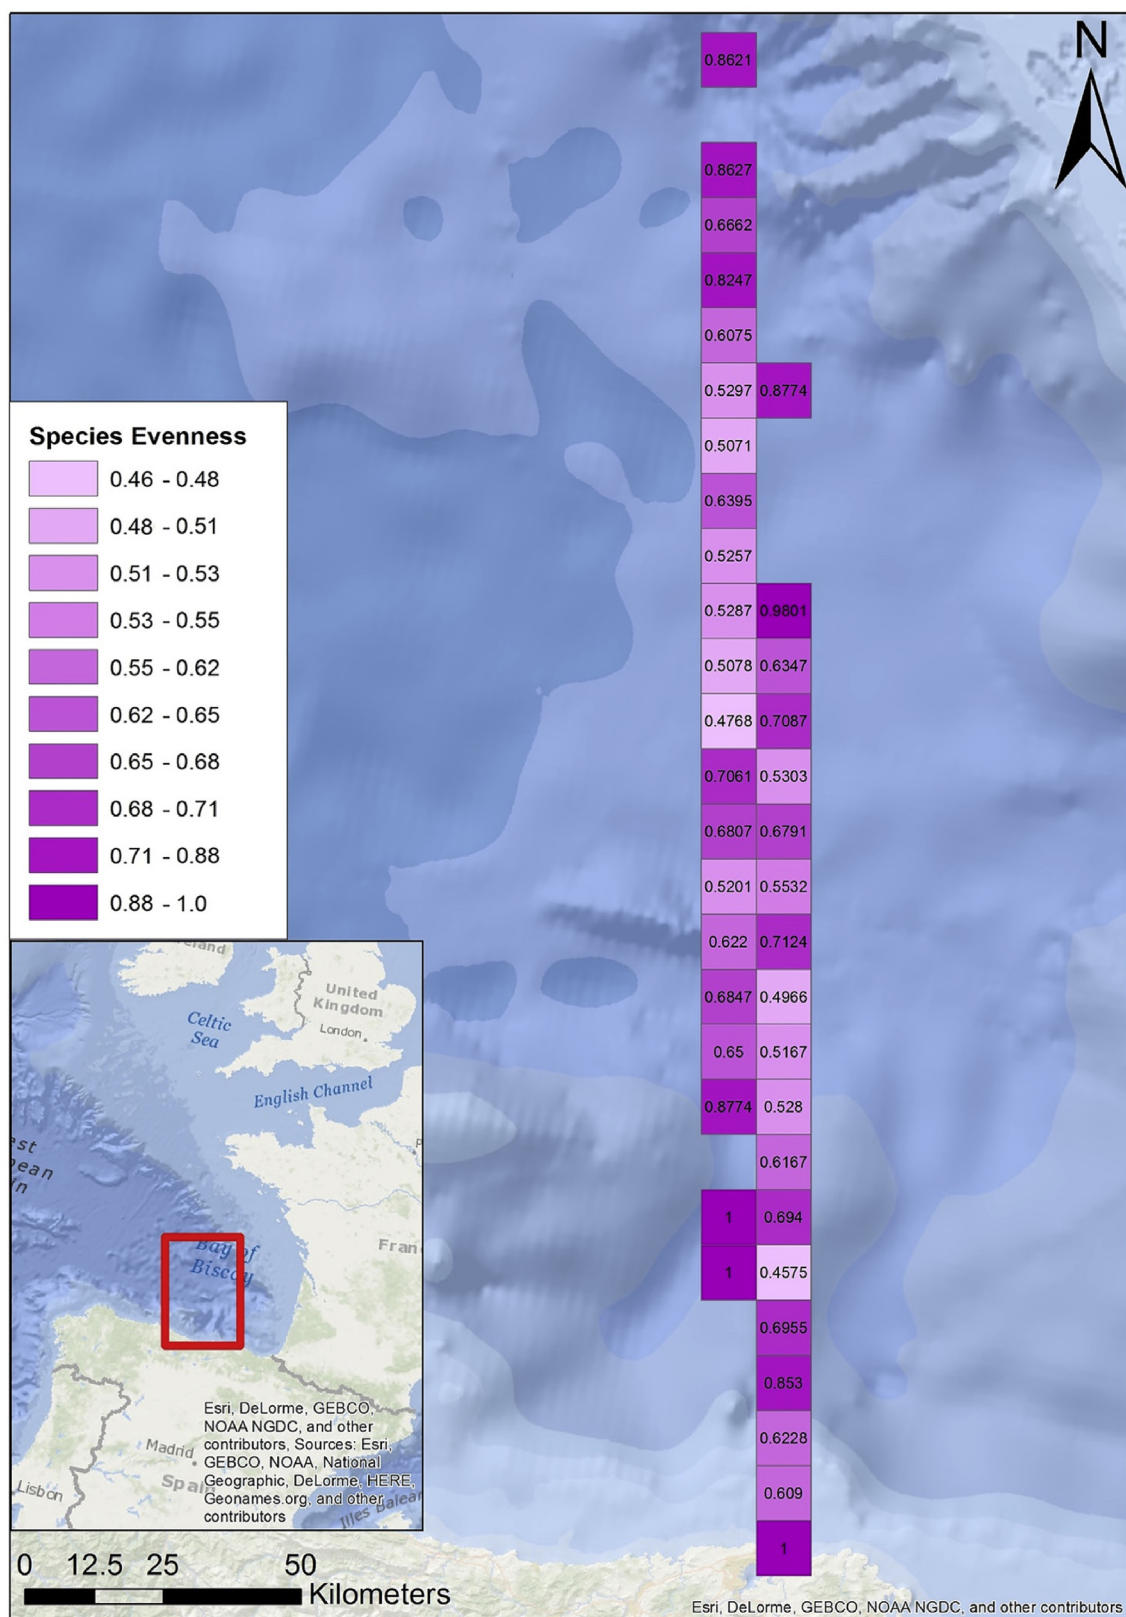 N
0.8621
0.8627
0.6662
0.8247
0.6075
0.5297 0.8774
0.5071
0.6395
0.5257
0.5287 0.9801
0.5078 0.6347
0.4768 0.7087
0.7061 0.5303
0.6807 0.6791
0.5201 0.5532
0.622 0.7124
0.6847 0.4966
0.65 0.5167
0.8774 0.528
0.6167
1 0.694
1 0.4575
0.6955
0.853
0.6228
0.609
1
Species Evenness
0.46 - 0.48
0.48 - 0.51
0.51 - 0.53
0.53 - 0.55
0.55 - 0.62
0.62 - 0.65
0.65 - 0.68
0.68 - 0.71
0.71 - 0.88
0.88 - 1.0
eland
United
Kingdom
London
Celtic
Sea
English Channel
P
est
pean
in
Bay of
Biscay
Fran
Madrid
Spain
Lisbon
Illes Balear
Esri, DeLorme, GEBCO,
NOAA NGDC, and other
contributors, Sources: Esri,
GEBCO, NOAA, National
Geographic, DeLorme, HERE,
Geonames.org, and other
contributors
0 12.5 25 50
Kilometers
Esri, DeLorme, GEBCO, NOAA NGDC, and other contributors